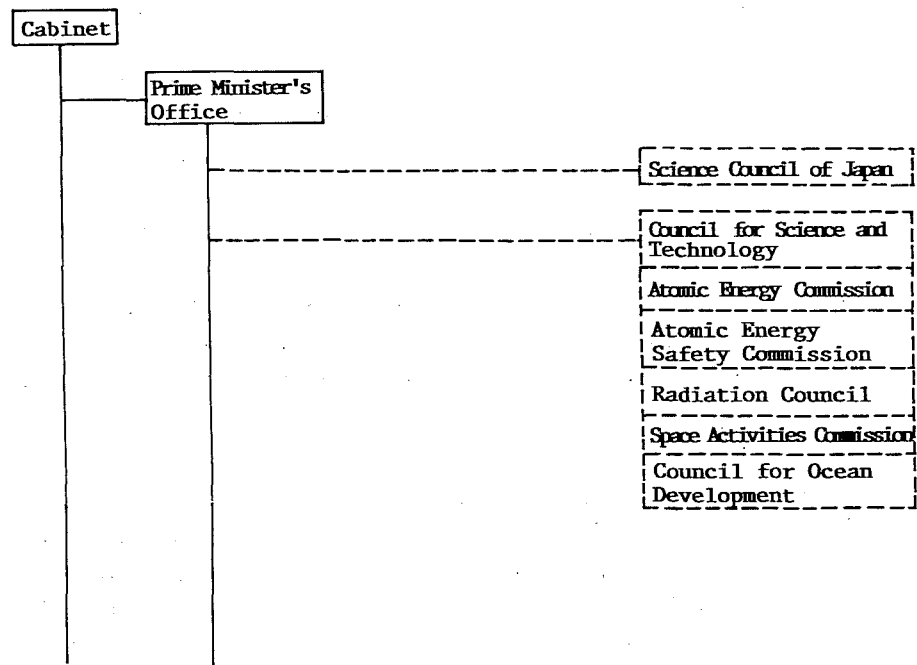 Cabinet
Prime Minister's
Office
Science Council of Japan
Council for Science and
Technology
Atomic Energy Commission
Atomic Energy
Safety Commission
Radiation Council
Space Activities Commission
Council for Ocean
Development